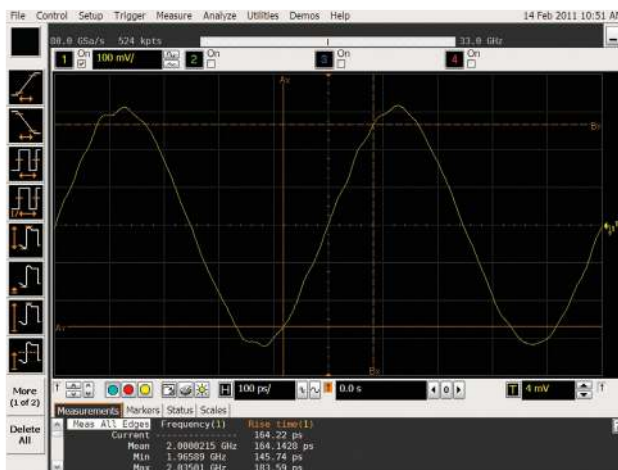 File Control Setup Trigger Measure Analyze Utilities Demos Help 14 Feb 2011 10:51 AM
80.0 GSa/s 524 kpts 33.0 GHz
1 On 100 mV/ 2 On 3 On 4 On
Ax
By
Ay
Bx
More
(1 of 2)
Delete
All
H 100 ps/ T 0.0 s 0 T 4 mV
Measurements Markers Status Scales
Meas All Edges Frequency(1) Rise time(1)
Current -------------- 164.22 ps
Mean 2.0000215 GHz 164.1428 ps
Min 1.96589 GHz 145.74 ps
Max 2.03501 GHz 183.59 ps